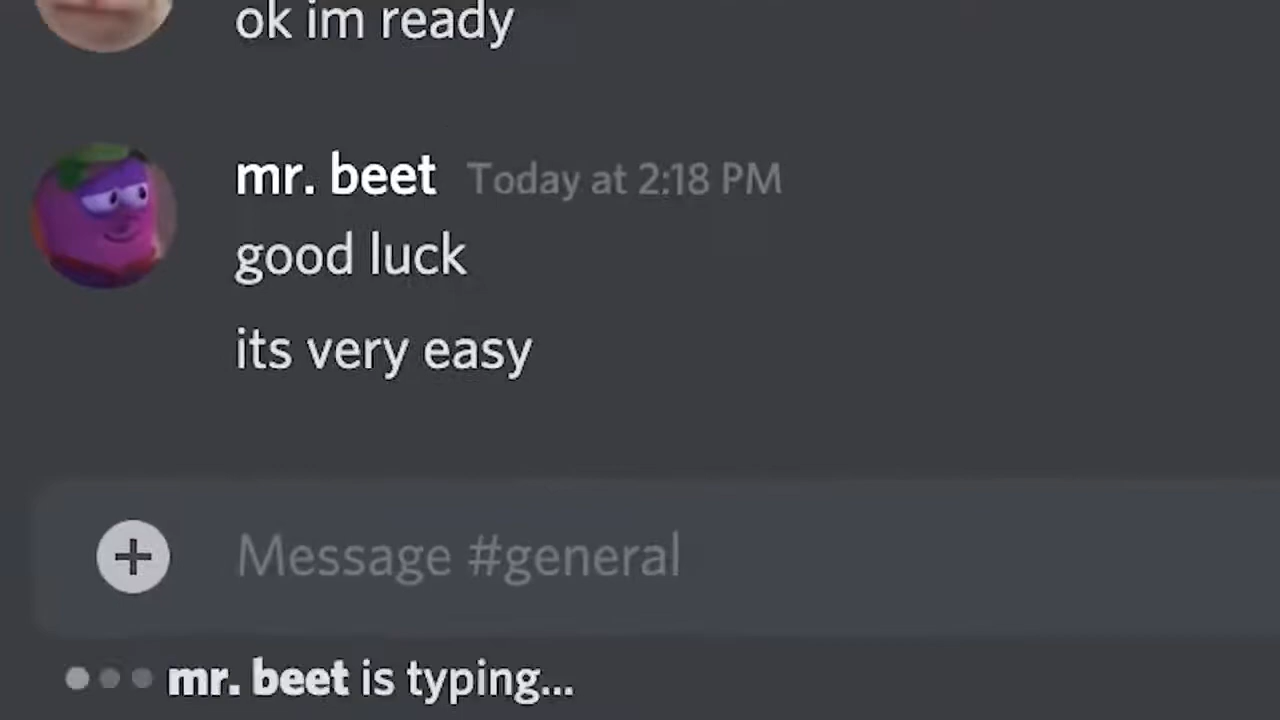 ok im ready
mr. beet Today at 2:18 PM
good luck
its very easy
Message #general
mr. beet is typing...